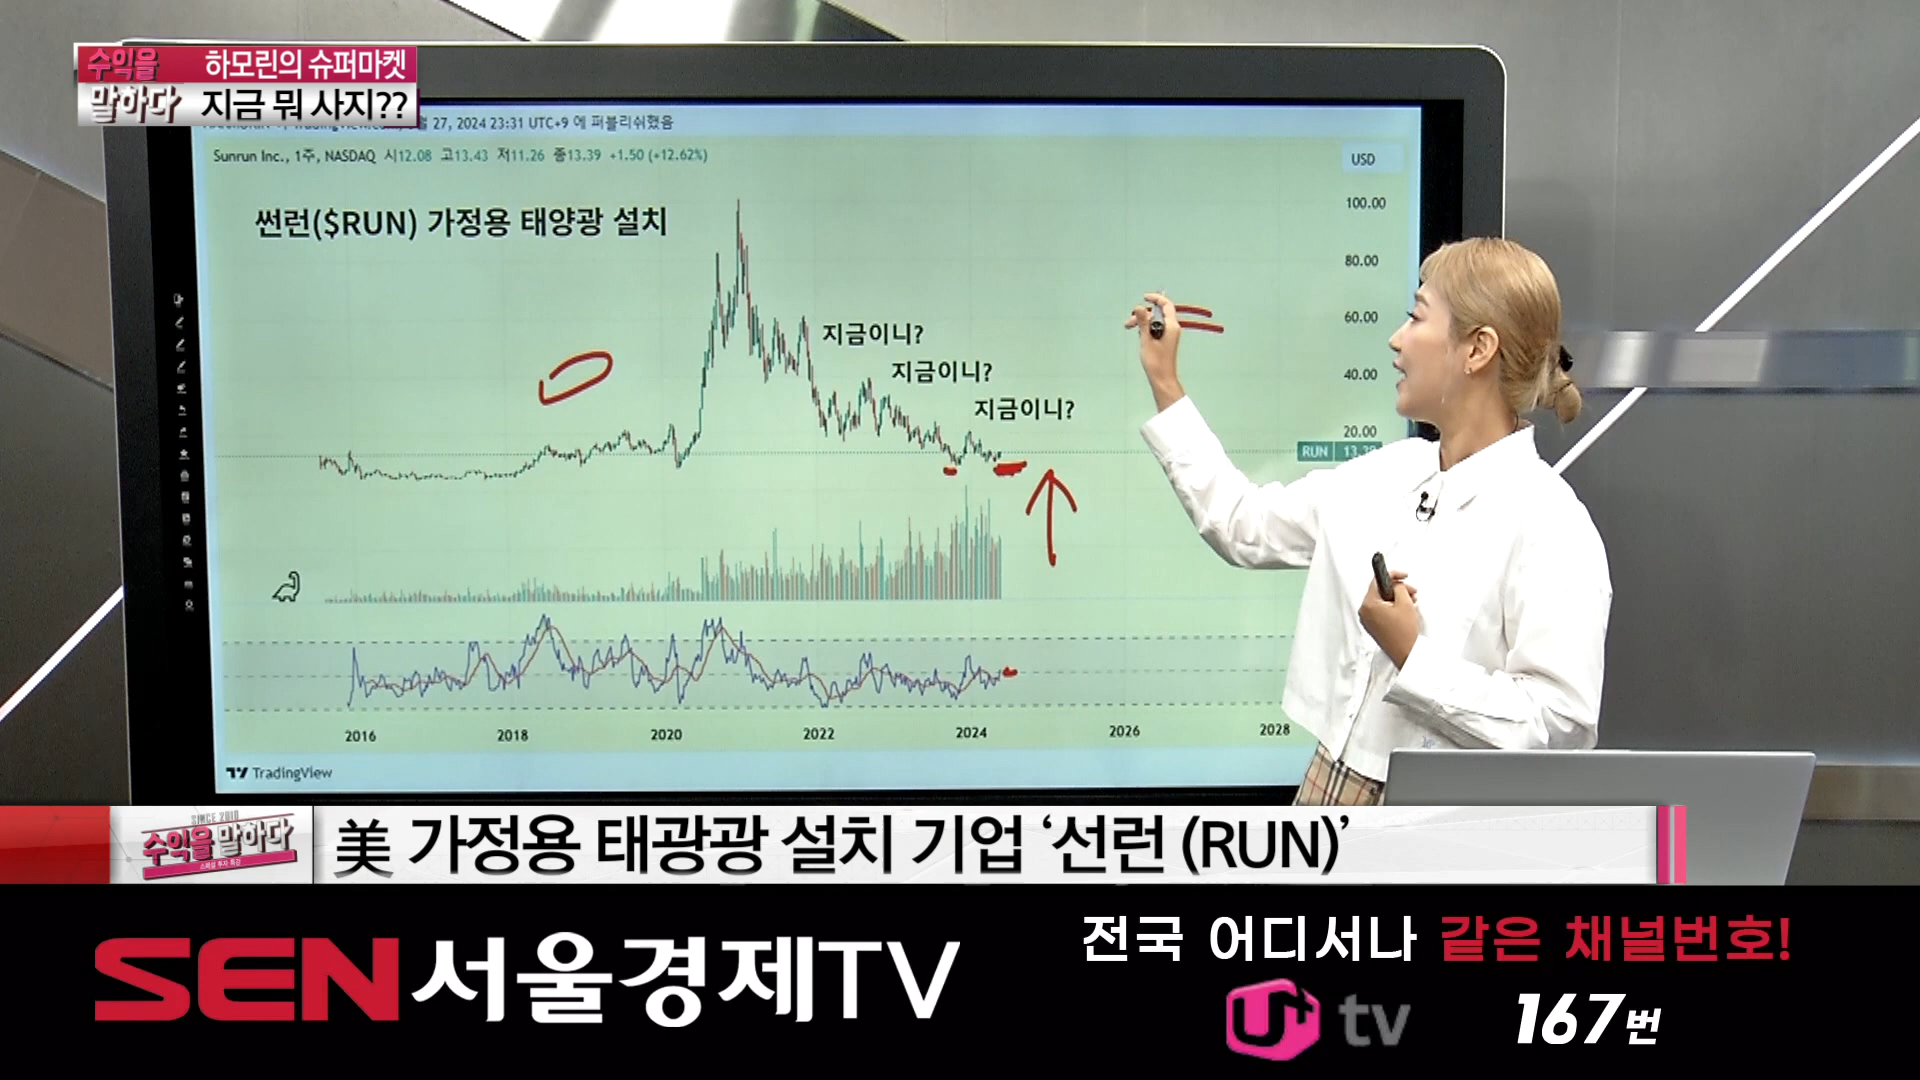 수익을
말하다
하모린의 슈퍼마켓
지금 뭐 사지??
27, 2024 23:31 UTC+9 에 퍼블리쉬했음
Sunrun Inc., 1주, NASDAQ 시12.08 고13.43 저11.26 종13.39 +1.50 (+12.62%)
USD
썬런($RUN) 가정용 태양광 설치
100.00
80.00
60.00
40.00
20.00
지금이니?
지금이니?
지금이니?
RUN
2016 2018 2020 2022 2024 2026 2028
TradingView
SINCE 2010
수익을 말하다
美 가정용 태광광 설치 기업 ‘선런 (RUN)’
SEN서울경제TV
전국 어디서나 같은 채널번호!
U+ tv
167번